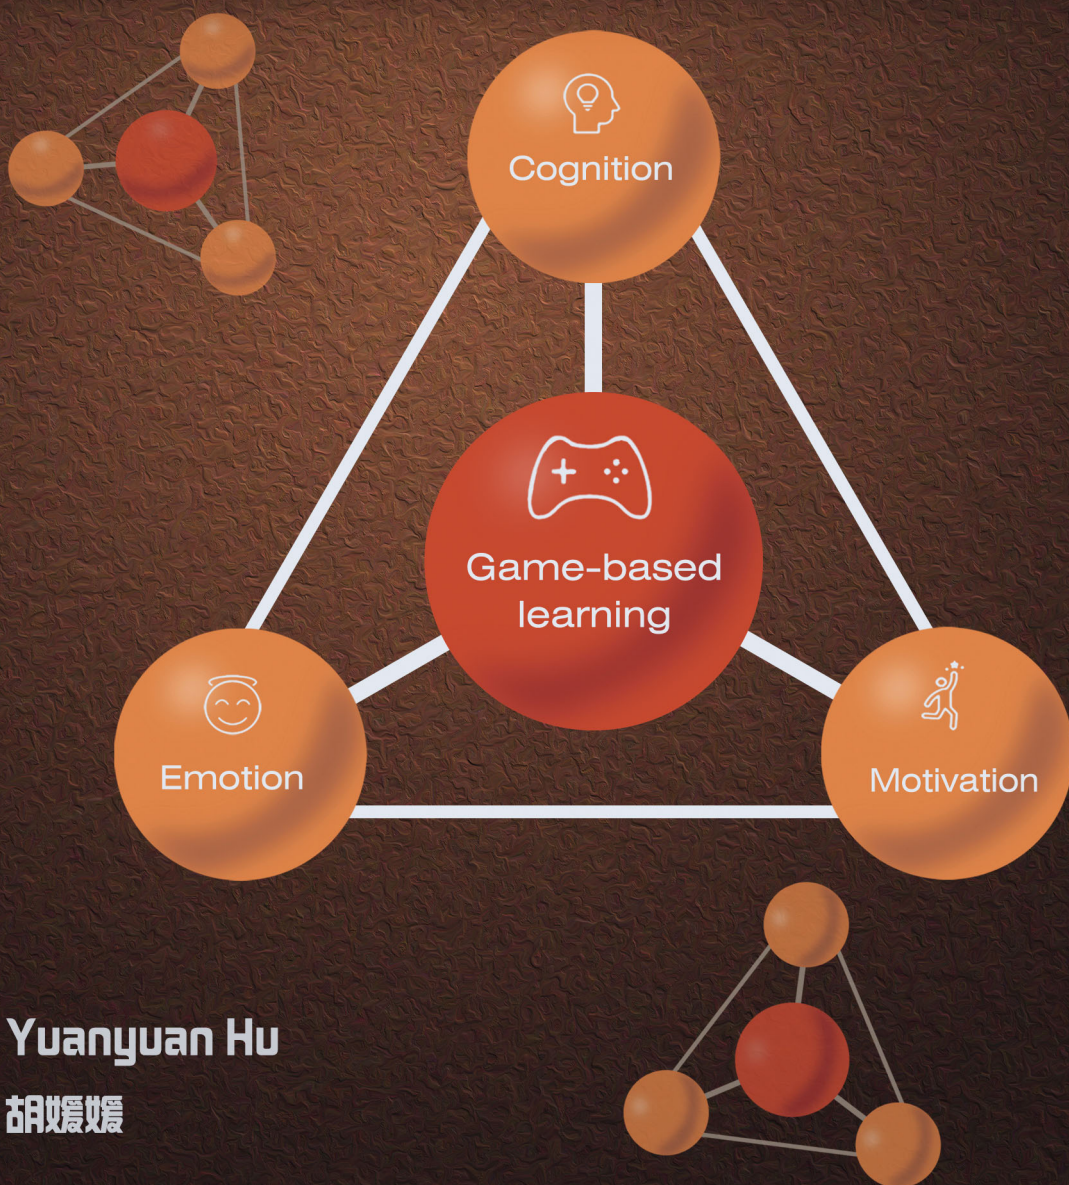 Cognition
Game-based
learning
Emotion
Motivation
Yuanyuan Hu
胡媛媛